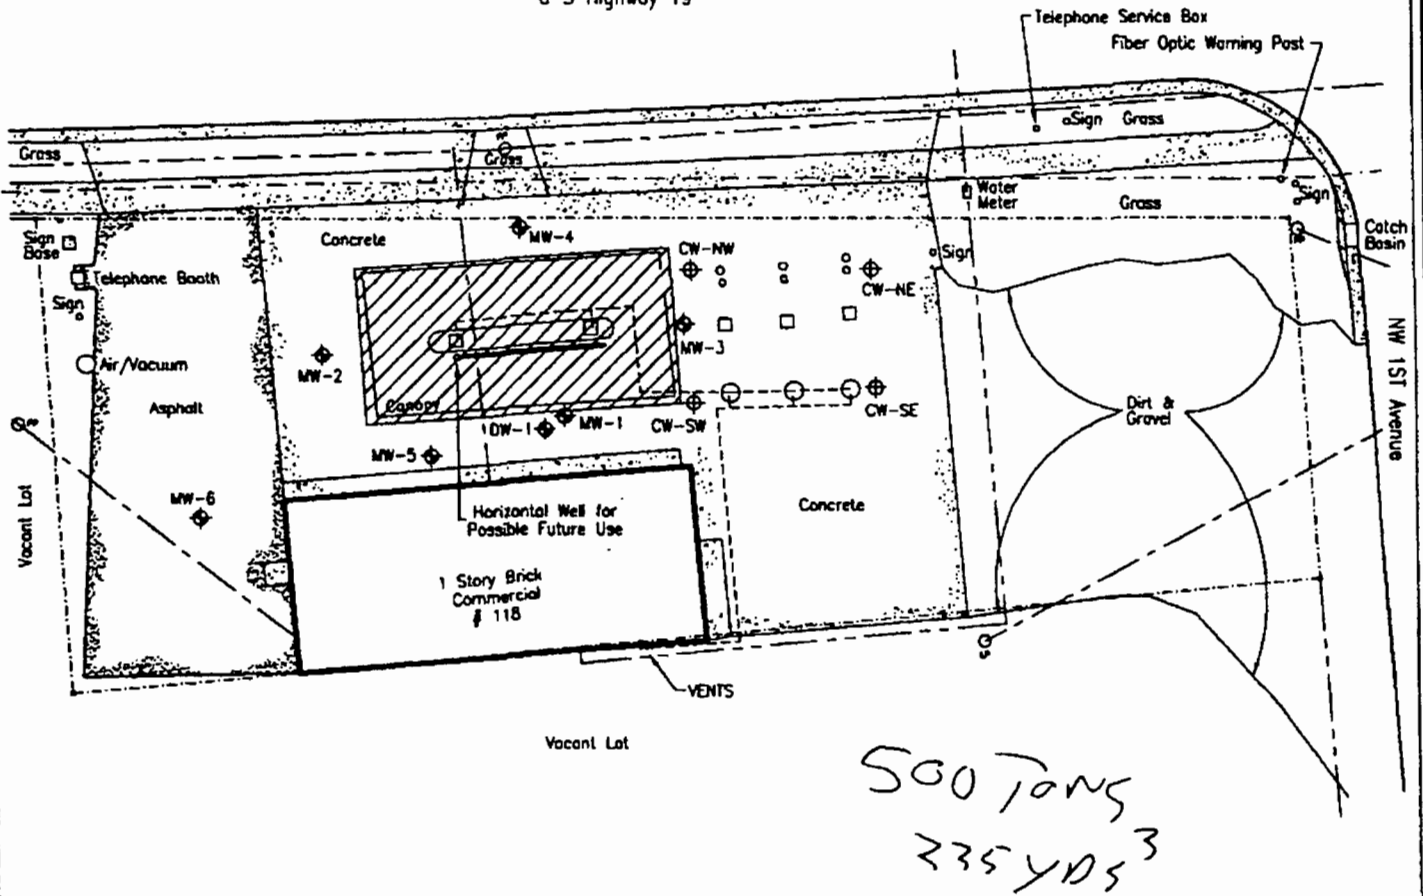 U S Highway 19
Telephone Service Box
Fiber Optic Warning Post
Sign
Grass
Grass
Grass
Water
Meter
Grass
Sign
Catch
Basin
Sign
Base
Concrete
MW-4
CW-NW
Sign
Telephone Booth
CW-NE
Sign
MW-3
NW 1ST Avenue
Air/Vacuum
MW-2
Asphalt
Canopy
CW-SE
Dirt &
Gravel
DW-1
MW-1
CW-SW
MW-5
MW-6
Vacant Lot
Horizontal Well for
Possible Future Use
Concrete
1 Story Brick
Commercial
# 118
VENTS
Vacant Lot
500 Tons
335 YDS³